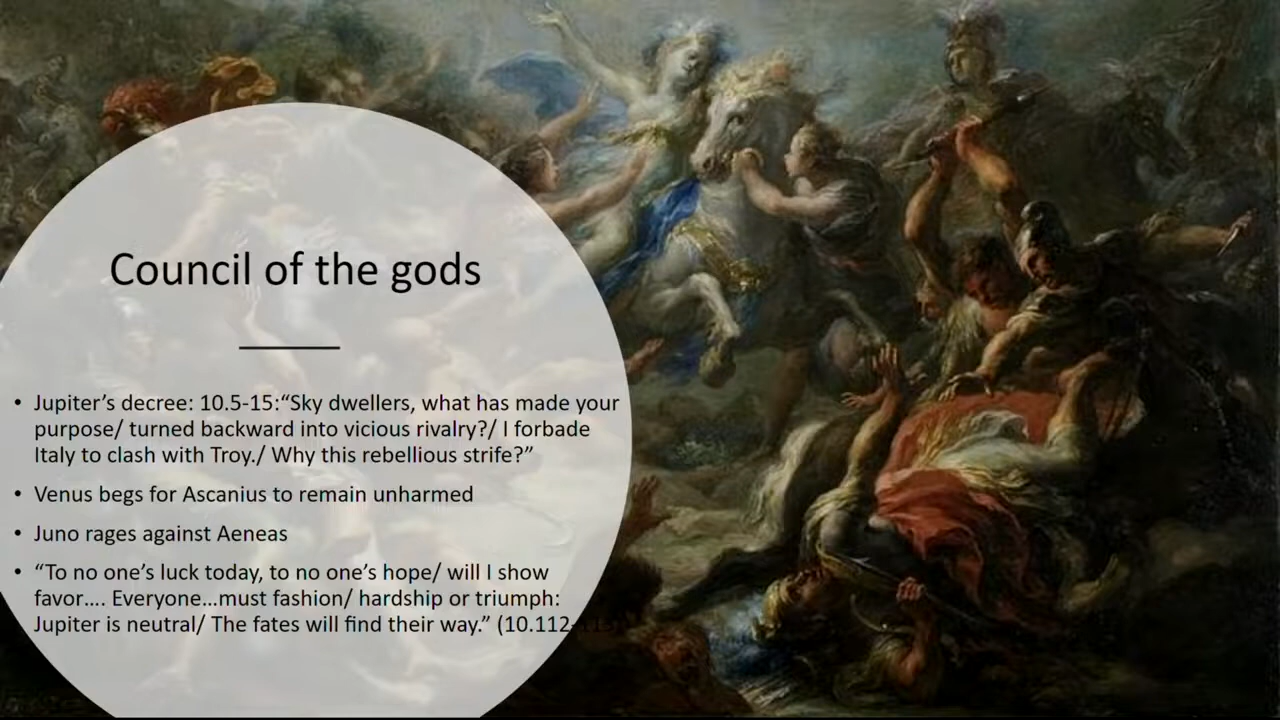 Council of the gods
• Jupiter’s decree: 10.5-15:“Sky dwellers, what has made your
purpose/ turned backward into vicious rivalry?/ I forbade
Italy to clash with Troy./ Why this rebellious strife?”
• Venus begs for Ascanius to remain unharmed
• Juno rages against Aeneas
• “To no one’s luck today, to no one’s hope/ will I show
favor…. Everyone…must fashion/ hardship or triumph:
Jupiter is neutral/ The fates will find their way.” (10.112-